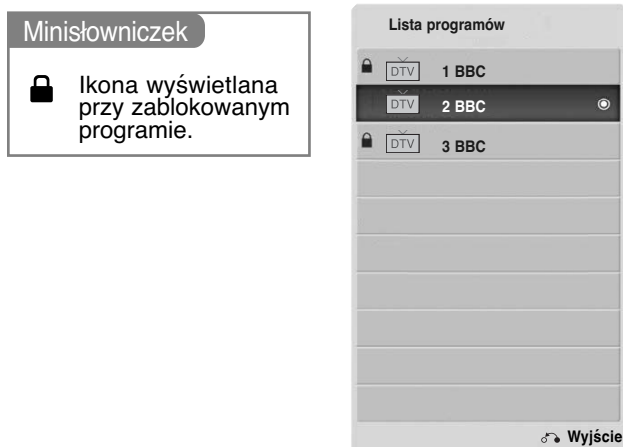 Minisłowniczek
Ikona wyświetlana
przy zablokowanym
programie.
Lista programów
DTV 1 BBC
DTV 2 BBC
DTV 3 BBC
Wyjście